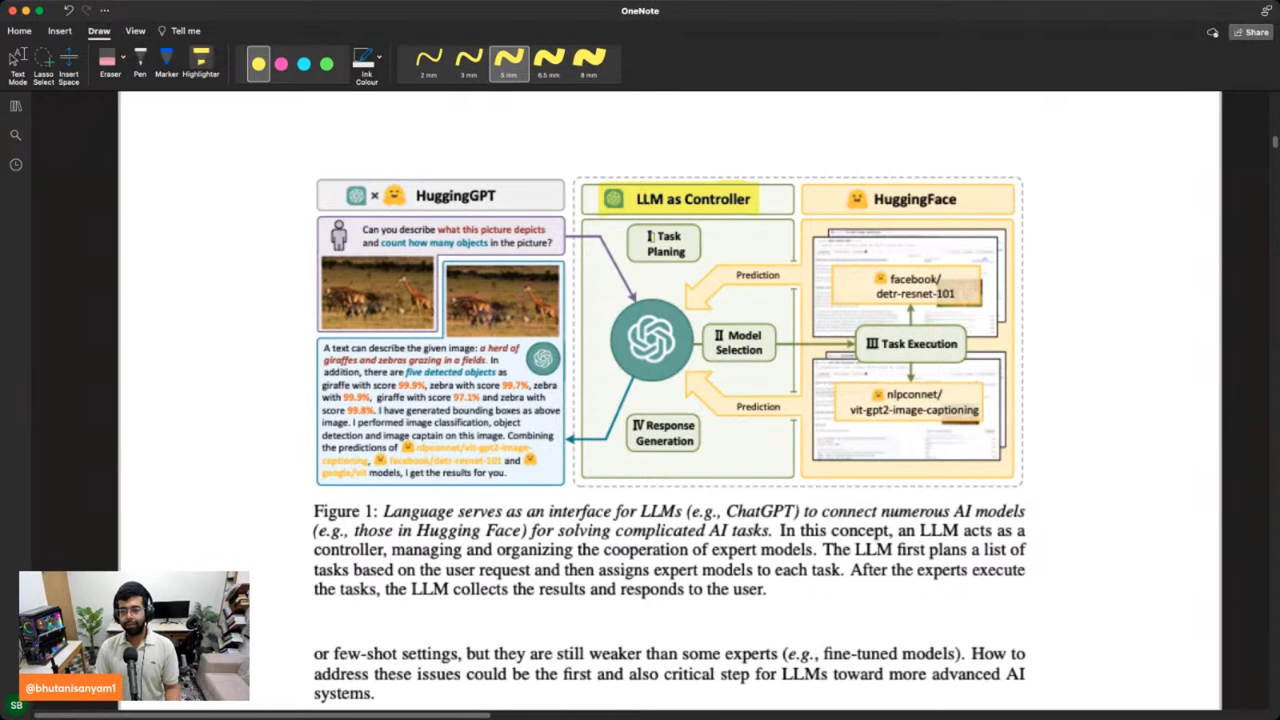 OneNote
Home
Insert
Draw
View
Tell me
Share
Text
Mode
Lasso
Select
Insert
Space
Eraser
Pen
Marker
Highlighter
Ink
Colour
2 mm
3 mm
5 mm
6.5 mm
8 mm
× HuggingGPT
Can you describe what this picture depicts
and count how many objects in the picture?
A text can describe the given image: a herd of
giraffes and zebras grazing in a fields. In
addition, there are five detected objects as
giraffe with score 99.9%, zebra with score 99.7%, zebra
with 99.9%, giraffe with score 97.1% and zebra with
score 99.8%. I have generated bounding boxes as above
image. I performed image classification, object
detection and image captain on this image. Combining
the predictions of nlpconnet/vit-gpt2-image-
captioning, facebook/detr-resnet-101 and
google/vit models, I get the results for you.
LLM as Controller
I Task
Planing
Prediction
II Model
Selection
Prediction
IV Response
Generation
HuggingFace
facebook/
detr-resnet-101
III Task Execution
nlpconnet/
vit-gpt2-image-captioning
Figure 1: Language serves as an interface for LLMs (e.g., ChatGPT) to connect numerous AI models
(e.g., those in Hugging Face) for solving complicated AI tasks. In this concept, an LLM acts as a
controller, managing and organizing the cooperation of expert models. The LLM first plans a list of
tasks based on the user request and then assigns expert models to each task. After the experts execute
the tasks, the LLM collects the results and responds to the user.
or few-shot settings, but they are still weaker than some experts (e.g., fine-tuned models). How to
address these issues could be the first and also critical step for LLMs toward more advanced AI
systems.
@bhutanisanyam1
SB